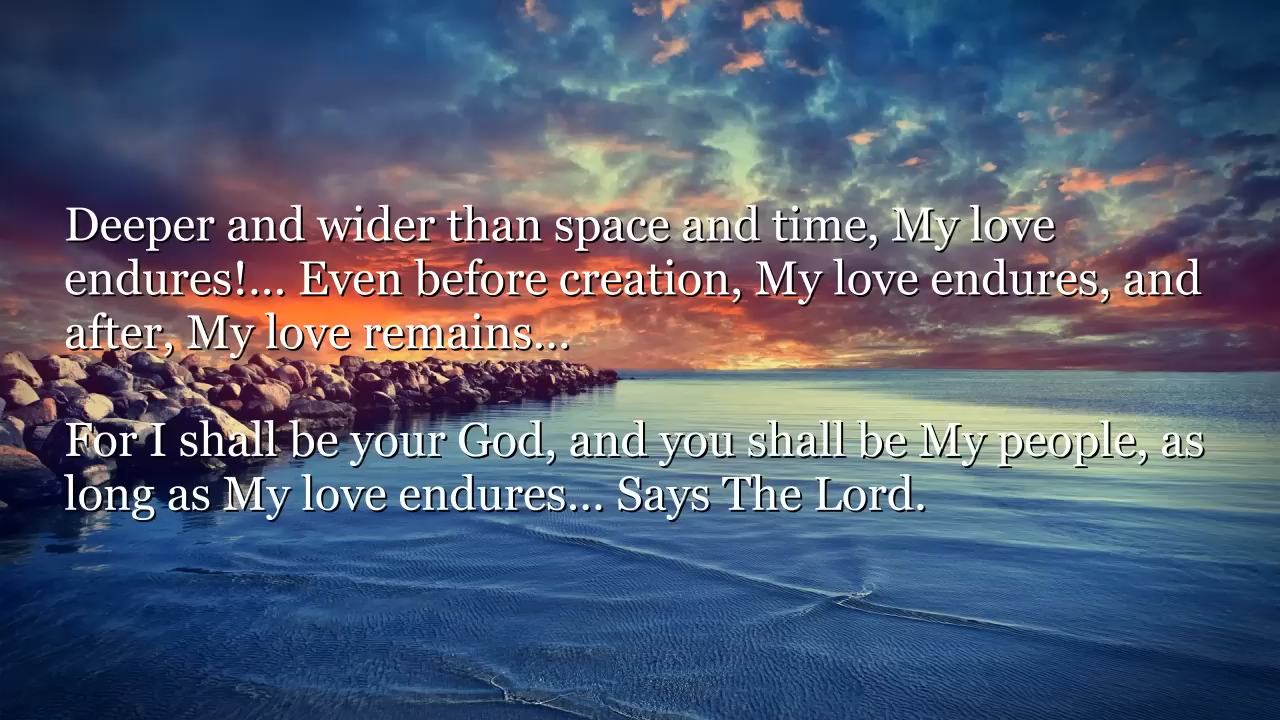 Deeper and wider than space and time, My love
endures!... Even before creation, My love endures, and
after, My love remains...
For I shall be your God, and you shall be My people, as
long as My love endures... Says The Lord.